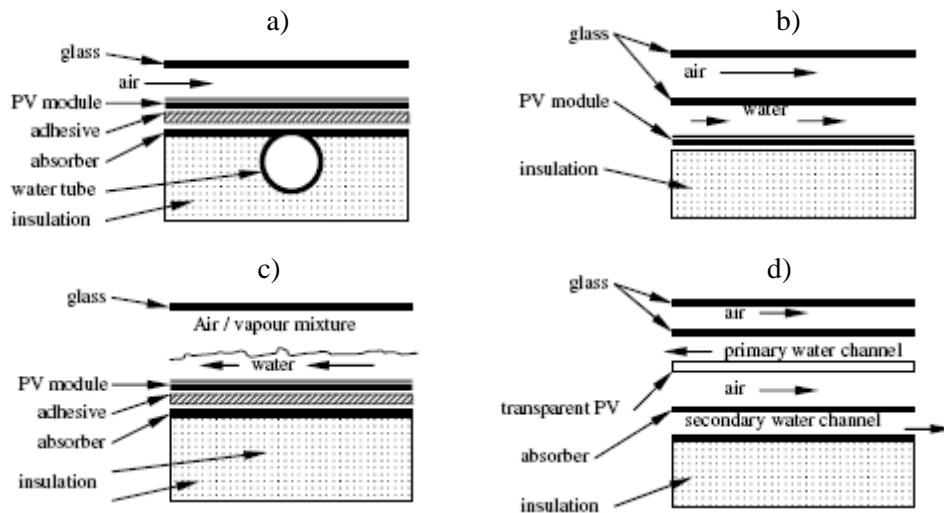 a)
glass
air
PV module
adhesive
absorber
water tube
insulation
b)
glass
air
water
PV module
insulation
c)
glass
Air / vapour mixture
water
PV module
adhesive
absorber
insulation
d)
glass
air
primary water channel
air
transparent PV
secondary water channel
absorber
insulation